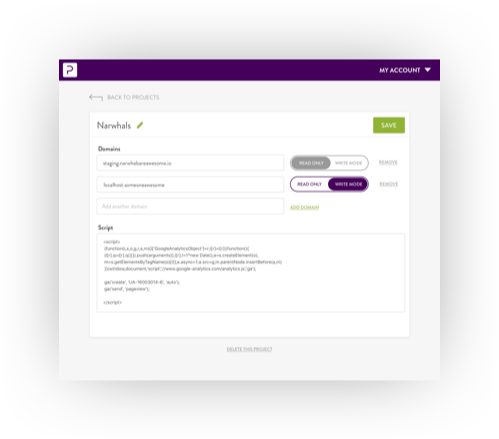 MY ACCOUNT
BACK TO PROJECTS
Narwhals
SAVE
Domains
staging.narwhalsareawesome.io
READ ONLY WRITE MODE
REMOVE
localhost.someoneawesome
READ ONLY WRITE MODE
REMOVE
Add another domain
ADD DOMAIN
Script
<script>
(function(i,s,o,g,r,a,m){i['GoogleAnalyticsObject']=r;i[r]=i[r]||function(){
(i[r].q=i[r].q||[]).push(arguments)},i[r].l=1*new Date();a=s.createElement(o),
m=s.getElementsByTagName(o)[0];a.async=1;a.src=g;m.parentNode.insertBefore(a,m)
})(window,document,'script','//www.google-analytics.com/analytics.js','ga');
ga('create', 'UA-16003014-6', 'auto');
ga('send', 'pageview');
</script>
DELETE THIS PROJECT